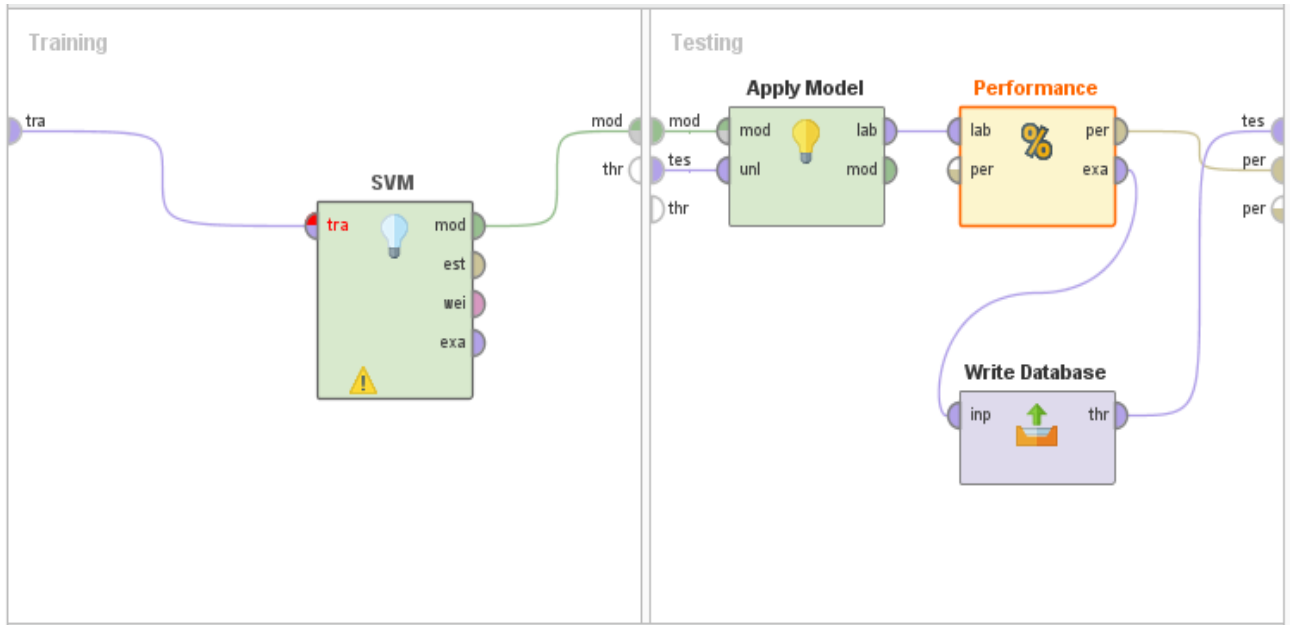 Training
tra
SVM
tra
mod
est
wei
exa
mod
thr
Testing
mod
tes
thr
Apply Model
mod
unl
lab
mod
Performance
%
lab
per
per
exa
Write Database
inp
thr
tes
per
per